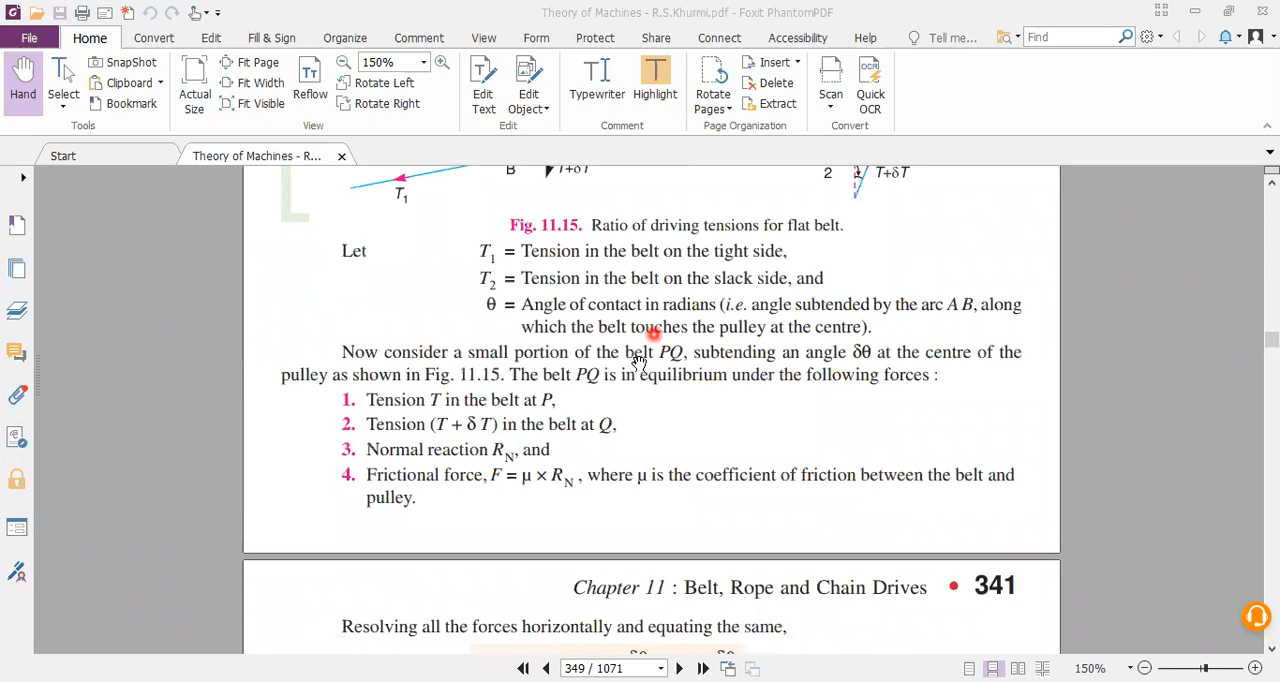 Theory of Machines - R.S.Khurmi.pdf - Foxit PhantomPDF
File Home Convert Edit Fill & Sign Organize Comment View Form Protect Share Connect Accessibility Help Tell me... Find
Hand
Select
SnapShot
Clipboard
Bookmark
Tools
Actual Size
Fit Page
Fit Width
Fit Visible
Reflow
150%
Rotate Left
Rotate Right
View
Edit Text
Edit Object
Edit
Typewriter
Highlight
Comment
Rotate Pages
Insert
Delete
Extract
Page Organization
Scan
Quick OCR
Convert
Start Theory of Machines - R...
T1
B T+δT
2 T+δT
Fig. 11.15. Ratio of driving tensions for flat belt.
Let T1 = Tension in the belt on the tight side,
T2 = Tension in the belt on the slack side, and
θ = Angle of contact in radians (i.e. angle subtended by the arc A B, along
which the belt touches the pulley at the centre).
Now consider a small portion of the belt PQ, subtending an angle δθ at the centre of the
pulley as shown in Fig. 11.15. The belt PQ is in equilibrium under the following forces :
1. Tension T in the belt at P,
2. Tension (T + δ T) in the belt at Q,
3. Normal reaction RN, and
4. Frictional force, F = μ × RN , where μ is the coefficient of friction between the belt and
pulley.
Chapter 11 : Belt, Rope and Chain Drives • 341
Resolving all the forces horizontally and equating the same,
349 / 1071
150%